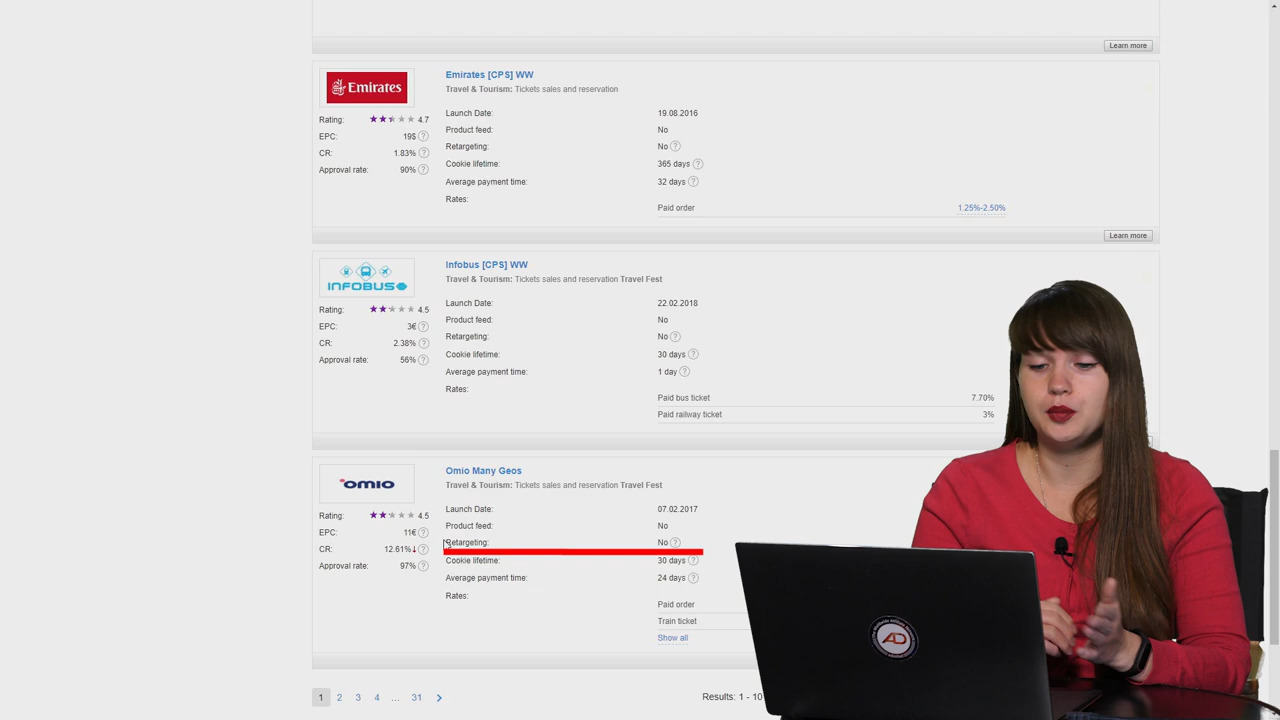 Learn more
Emirates
Emirates [CPS] WW
Travel & Tourism: Tickets sales and reservation
Rating: 4.7
EPC: 19$ ?
CR: 1.83% ?
Approval rate: 90% ?
Launch Date: 19.08.2016
Product feed: No
Retargeting: No ?
Cookie lifetime: 365 days ?
Average payment time: 32 days ?
Rates:
Paid order 1.25%-2.50%
Learn more
INFOBUS
Infobus [CPS] WW
Travel & Tourism: Tickets sales and reservation Travel Fest
Rating: 4.5
EPC: 3€ ?
CR: 2.38% ?
Approval rate: 56% ?
Launch Date: 22.02.2018
Product feed: No
Retargeting: No ?
Cookie lifetime: 30 days ?
Average payment time: 1 day ?
Rates:
Paid bus ticket 7.70%
Paid railway ticket 3%
omio
Omio Many Geos
Travel & Tourism: Tickets sales and reservation Travel Fest
Rating: 4.5
EPC: 11€ ?
CR: 12.61%↓ ?
Approval rate: 97% ?
Launch Date: 07.02.2017
Product feed: No
Retargeting: No ?
Cookie lifetime: 30 days ?
Average payment time: 24 days ?
Rates:
Paid order
Train ticket
Show all
1 2 3 4 ... 31 >
Results: 1 - 10
AD